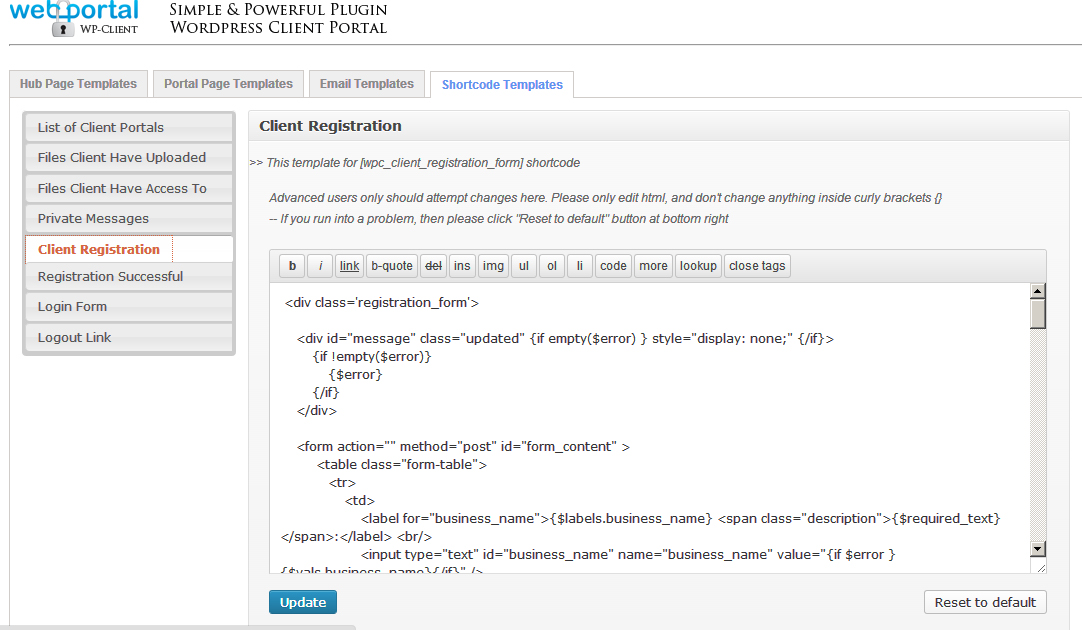 web portal
WP-CLIENT
SIMPLE & POWERFUL PLUGIN
WORDPRESS CLIENT PORTAL
Hub Page Templates
Portal Page Templates
Email Templates
Shortcode Templates
List of Client Portals
Files Client Have Uploaded
Files Client Have Access To
Private Messages
Client Registration
Registration Successful
Login Form
Logout Link
Client Registration
>> This template for [wpc_client_registration_form] shortcode
Advanced users only should attempt changes here. Please only edit html, and don't change anything inside curly brackets {}
-- If you run into a problem, then please click "Reset to default" button at bottom right
b i link b-quote del ins img ul ol li code more lookup close tags
<div class='registration_form'>
<div id="message" class="updated" {if empty($error) } style="display: none;" {/if}>
{if !empty($error)}
{$error}
{/if}
</div>
<form action="" method="post" id="form_content" >
<table class="form-table">
<tr>
<td>
<label for="business_name">{$labels.business_name} <span class="description">{$required_text}
</span>:</label> <br/>
<input type="text" id="business_name" name="business_name" value="{if $error }
{$vals.business_name}{/if}" />
Update
Reset to default